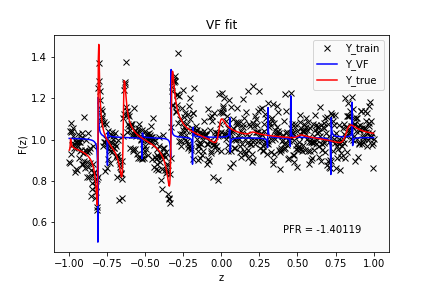 VF fit
Y_train
Y_VF
Y_true
F(z)
1.4
1.2
1.0
0.8
0.6
PFR = -1.40119
−1.00 −0.75 −0.50 −0.25 0.00 0.25 0.50 0.75 1.00
z